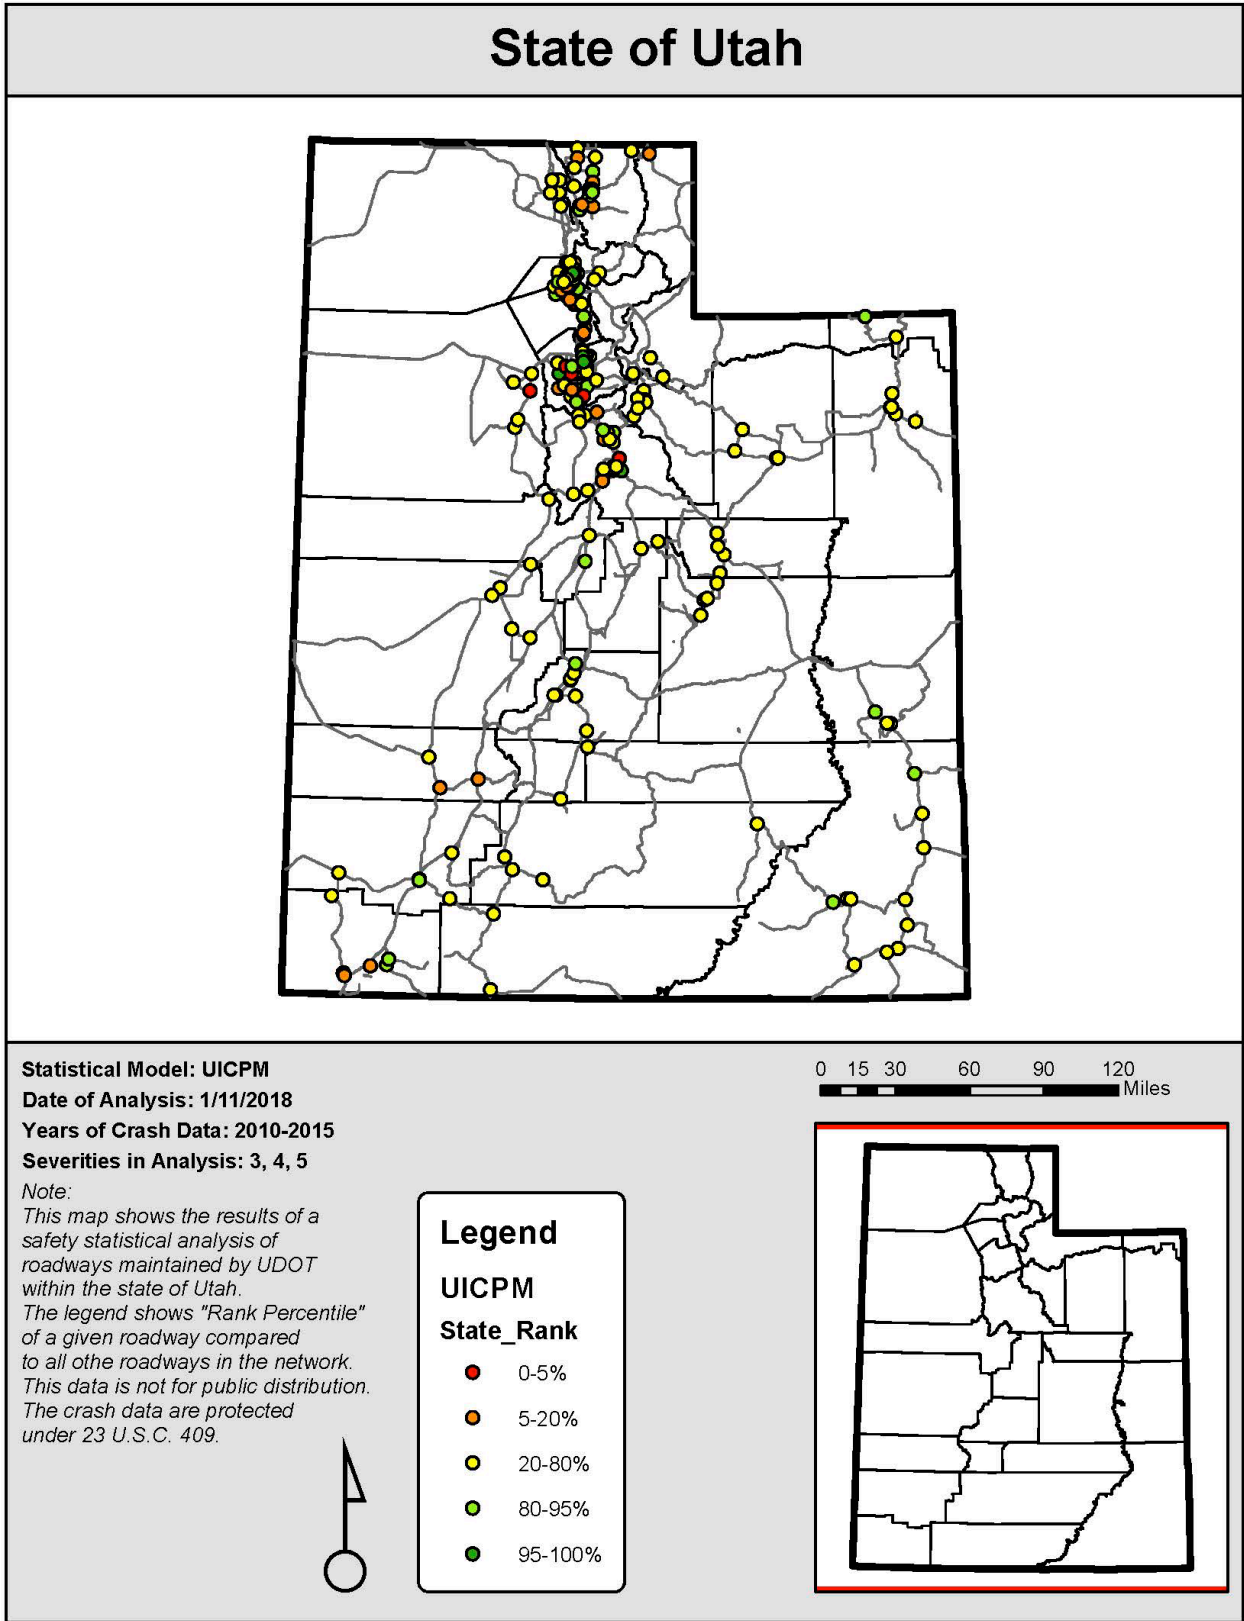 State of Utah
Statistical Model: UICPM
Date of Analysis: 1/11/2018
Years of Crash Data: 2010-2015
Severities in Analysis: 3, 4, 5
Note:
This map shows the results of a
safety statistical analysis of
roadways maintained by UDOT
within the state of Utah.
The legend shows "Rank Percentile"
of a given roadway compared
to all othe roadways in the network.
This data is not for public distribution.
The crash data are protected
under 23 U.S.C. 409.
Legend
UICPM
State_Rank
0-5%
5-20%
20-80%
80-95%
95-100%
0 15 30 60 90 120
Miles